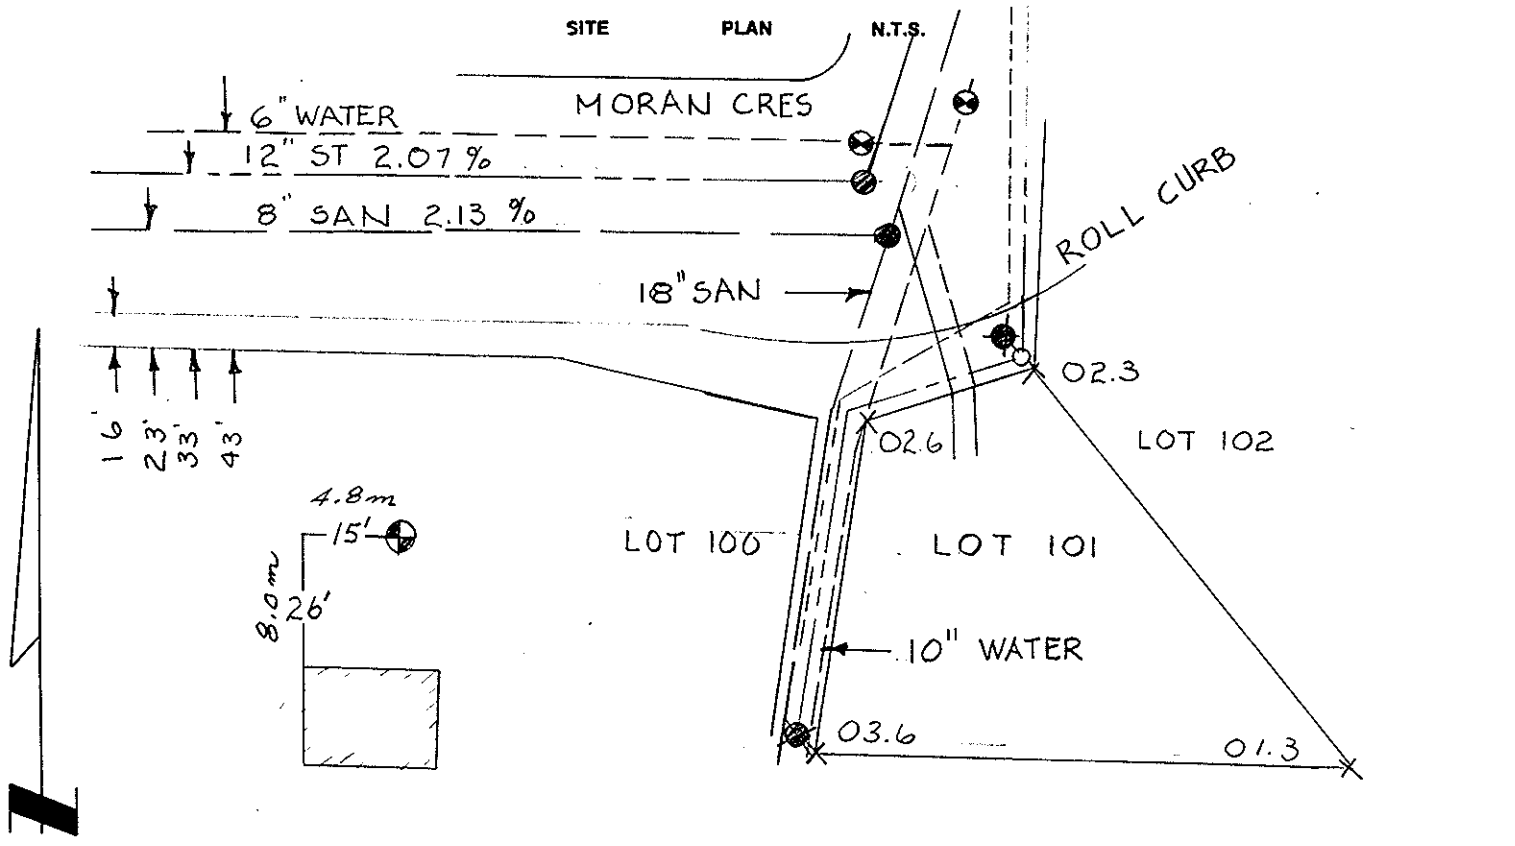 SITE PLAN N.T.S.
MORAN CRES
6" WATER
12" ST 2.07 %
8" SAN 2.13 %
ROLL CURB
18" SAN
02.3
16'
23'
33'
43'
02.6
LOT 102
4.8m
15'
LOT 100
LOT 101
8.0m
26'
10" WATER
03.6
01.3